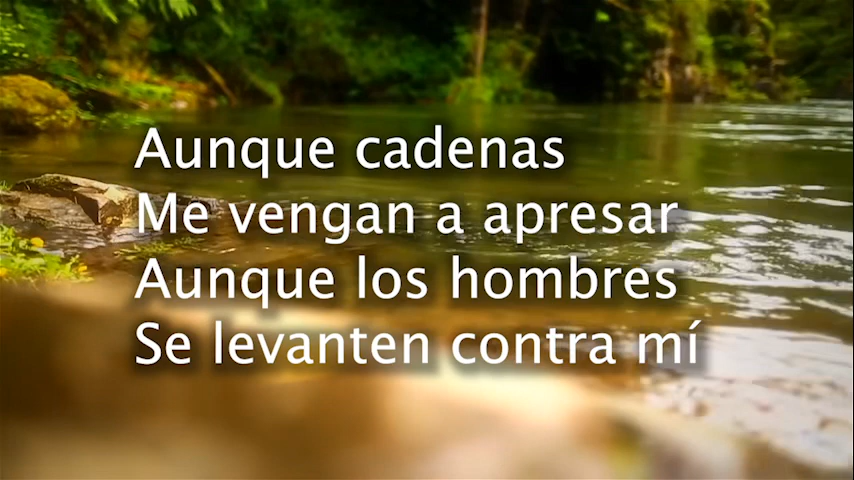 Aunque cadenas
Me vengan a apresar
Aunque los hombres
Se levanten contra mí